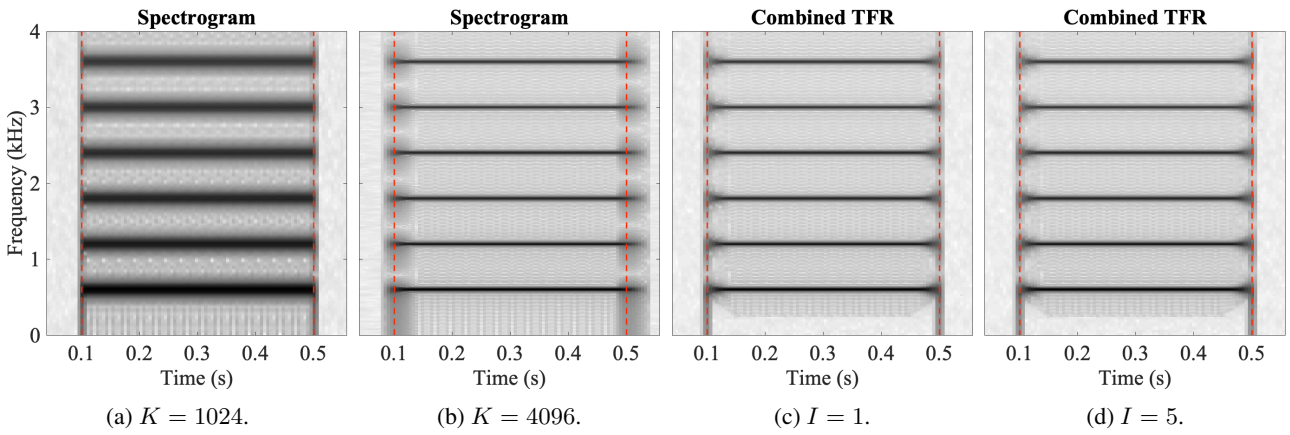 Spectrogram Spectrogram Combined TFR Combined TFR
4
3
2
1
0
Frequency (kHz)
0.1 0.2 0.3 0.4 0.5 0.1 0.2 0.3 0.4 0.5 0.1 0.2 0.3 0.4 0.5 0.1 0.2 0.3 0.4 0.5
Time (s) Time (s) Time (s) Time (s)
(a) K = 1024. (b) K = 4096. (c) I = 1. (d) I = 5.